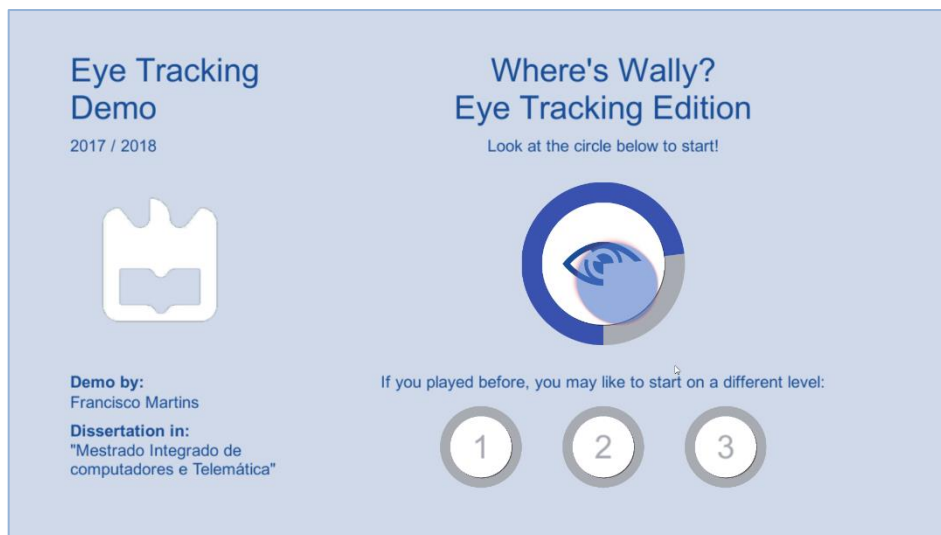 Eye Tracking
Demo
2017 / 2018
Demo by:
Francisco Martins
Dissertation in:
"Mestrado Integrado de
computadores e Telemática"
Where's Wally?
Eye Tracking Edition
Look at the circle below to start!
If you played before, you may like to start on a different level:
1
2
3